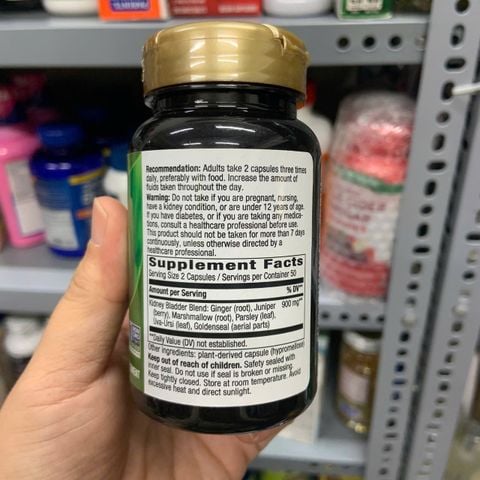 Recommendation: Adults take 2 capsules three times
daily, preferably with food. Increase the amount of
fluids taken throughout the day.
Warning: Do not take if you are pregnant, nursing,
have a kidney condition, or are under 12 years of age.
If you have diabetes, or if you are taking any medica-
tions, consult a healthcare professional before use.
This product should not be taken for more than 7 days
continuously, unless otherwise directed by a
healthcare professional.
Supplement Facts
Serving Size 2 Capsules / Servings per Container 50
Amount per Serving % DV**
Kidney Bladder Blend: Ginger (root), Juniper 900 mg**
(berry), Marshmallow (root), Parsley (leaf),
Uva-Ursi (leaf), Goldenseal (aerial parts)
**Daily Value (DV) not established.
Other ingredients: plant-derived capsule (hypromellose)
Keep out of reach of children. Safety sealed with
inner seal. Do not use if seal is broken or missing.
Keep tightly closed. Store at room temperature. Avoid
excessive heat and direct sunlight.